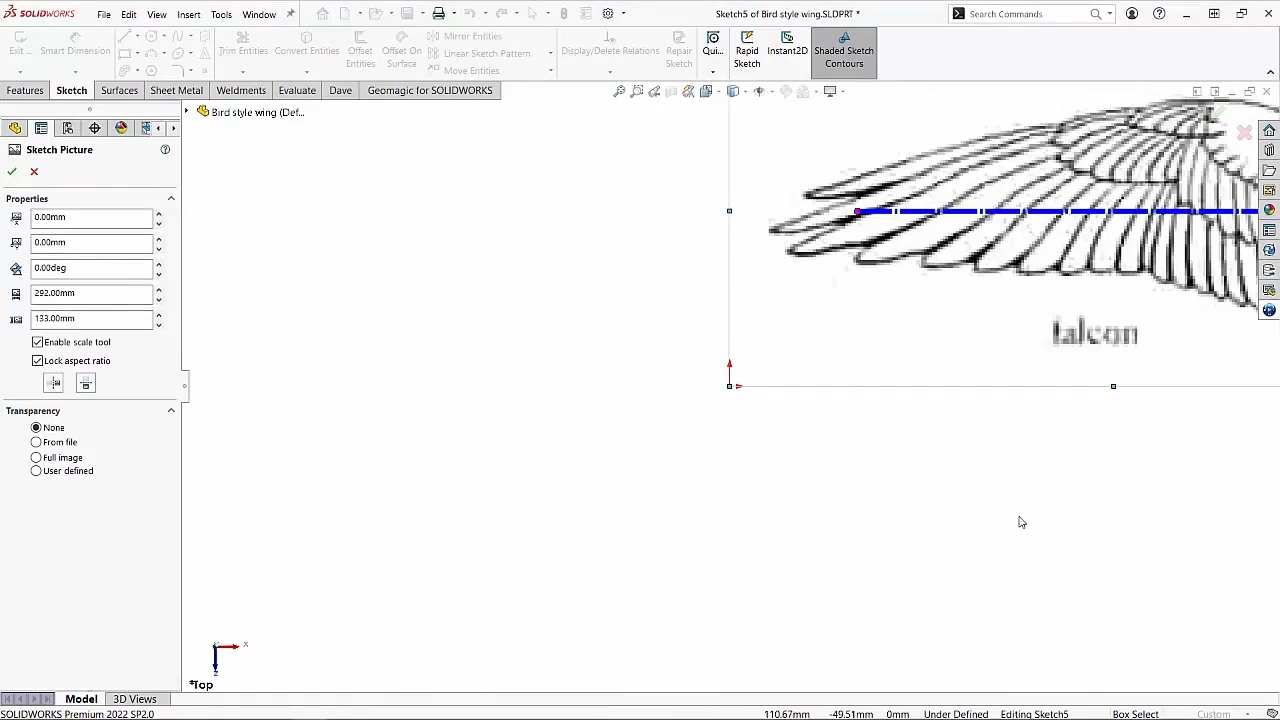 SOLIDWORKS File Edit View Insert Tools Window Sketch5 of Bird style wing.SLDPRT * Search Commands
Exit ... Smart Dimension Trim Entities Convert Entities Offset Entities Offset On Surface Mirror Entities Linear Sketch Pattern Move Entities Display/Delete Relations Repair Sketch Qui... Rapid Sketch Instant2D Shaded Sketch Contours
Features Sketch Surfaces Sheet Metal Weldments Evaluate Dave Geomagic for SOLIDWORKS
Bird style wing (Def...
Sketch Picture
Properties
0.00mm
0.00mm
0.00deg
292.00mm
133.00mm
Enable scale tool
Lock aspect ratio
Transparency
None
From file
Full image
User defined
falcon
X
Z
*Top
Model 3D Views
SOLIDWORKS Premium 2022 SP2.0 110.67mm -49.51mm 0mm Under Defined Editing Sketch5 Box Select Custom